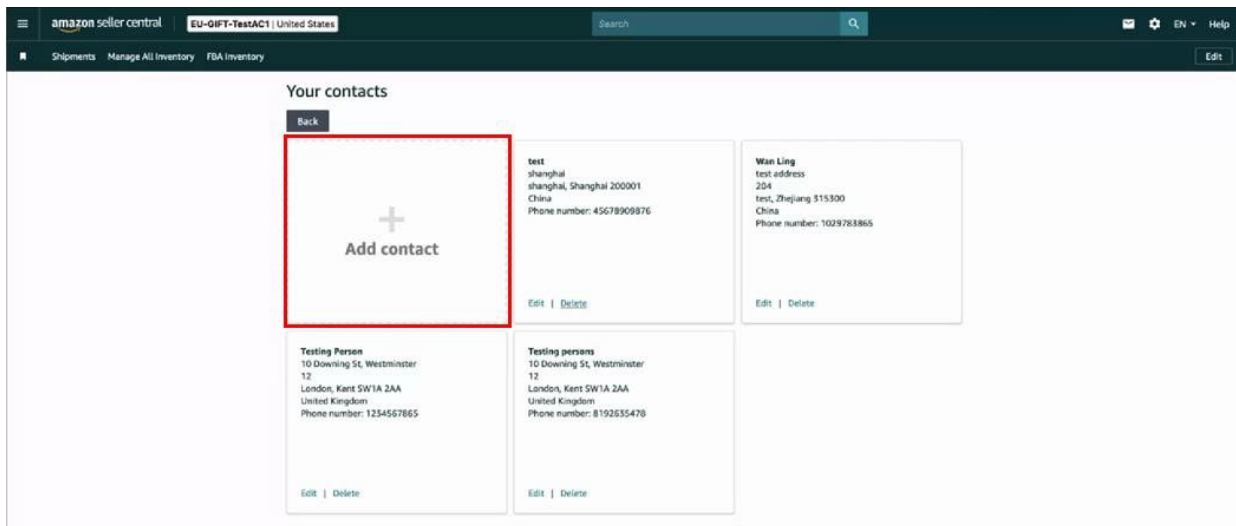 amazon seller central
EU-GIFT-TestAC1 | United States
Search
EN
Help
Shipments Manage All Inventory FBA Inventory
Edit
Your contacts
Back
+
Add contact
test
shanghai
shanghai, Shanghai 200001
China
Phone number: 45678909876
Edit | Delete
Wan Ling
test address
204
test, Zhejiang 315300
China
Phone number: 1029783865
Edit | Delete
Testing Person
10 Downing St, Westminster
12
London, Kent SW1A 2AA
United Kingdom
Phone number: 1234567865
Edit | Delete
Testing persons
10 Downing St, Westminster
12
London, Kent SW1A 2AA
United Kingdom
Phone number: 8192635478
Edit | Delete